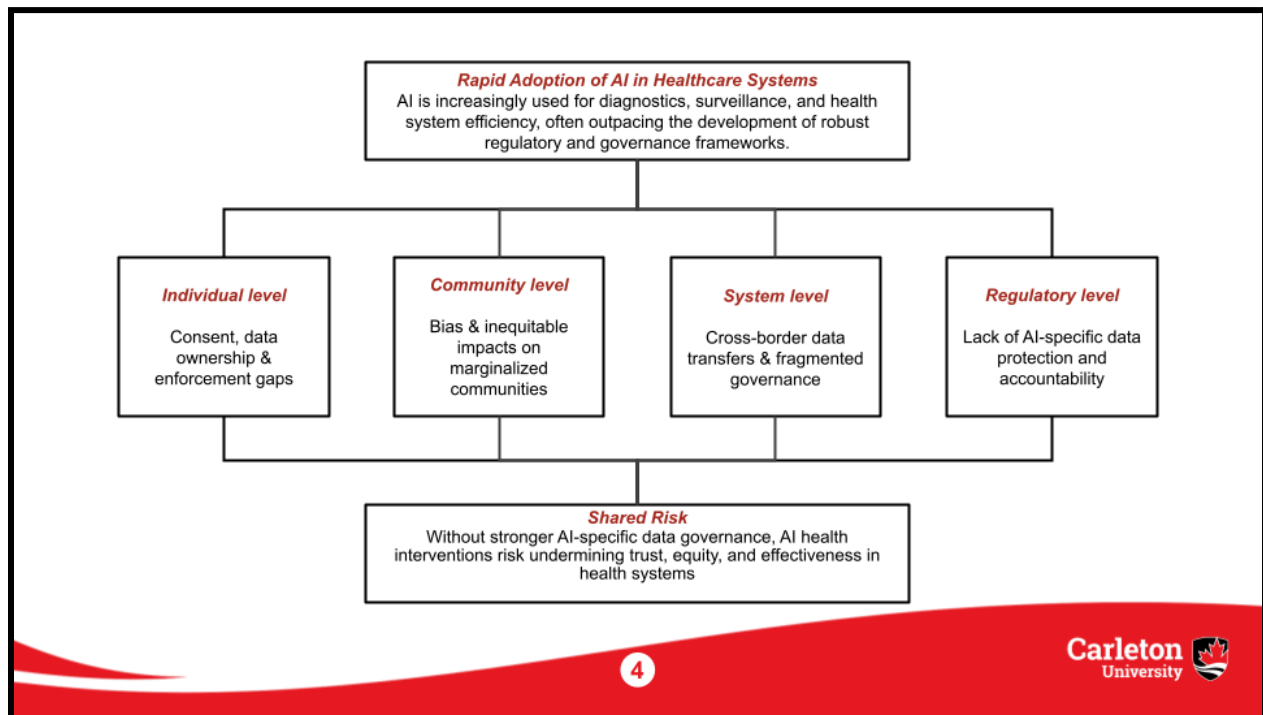 Rapid Adoption of AI in Healthcare Systems
AI is increasingly used for diagnostics, surveillance, and health
system efficiency, often outpacing the development of robust
regulatory and governance frameworks.
Individual level
Consent, data
ownership &
enforcement gaps
Community level
Bias & inequitable
impacts on
marginalized
communities
System level
Cross-border data
transfers & fragmented
governance
Regulatory level
Lack of AI-specific data
protection and
accountability
Shared Risk
Without stronger AI-specific data governance, AI health
interventions risk undermining trust, equity, and effectiveness in
health systems
4
Carleton
University